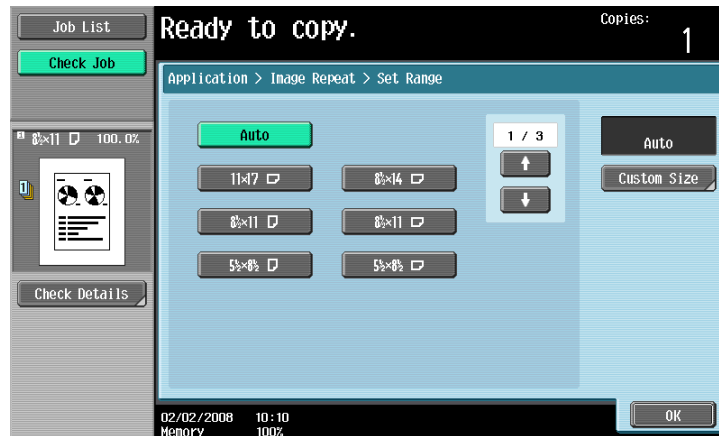 Job List
Check Job
8½×11 100.0%
1
Check Details
Ready to copy.
Copies:
1
Application > Image Repeat > Set Range
Auto
11×17
8½×14
8½×11
8½×11
5½×8½
5½×8½
1 / 3
Auto
Custom Size
OK
02/02/2008 10:10
Memory 100%